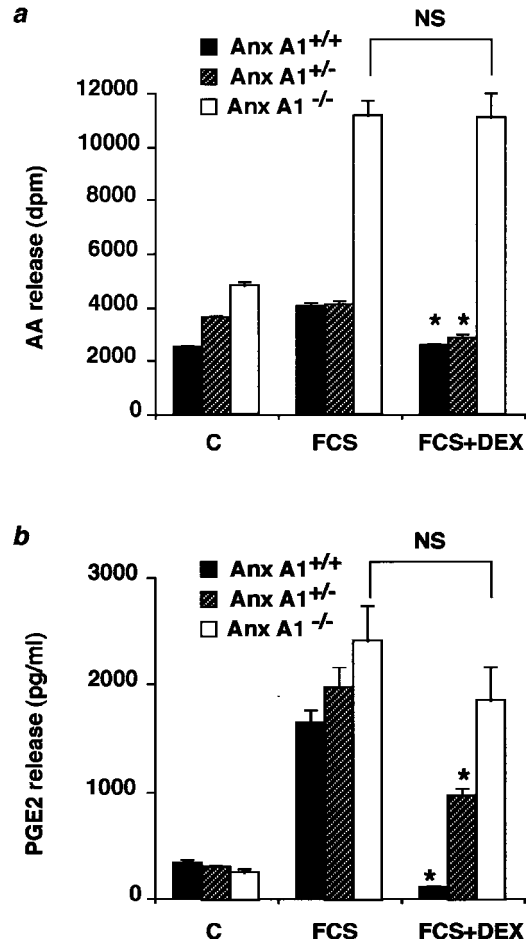 a
NS
Anx A1+/+
Anx A1+/-
Anx A1 -/-
12000
10000
8000
6000
4000
2000
0
AA release (dpm)
* *
C FCS FCS+DEX
b
NS
Anx A1+/+
Anx A1+/-
Anx A1 -/-
3000
2000
1000
0
PGE2 release (pg/ml)
*
*
C FCS FCS+DEX